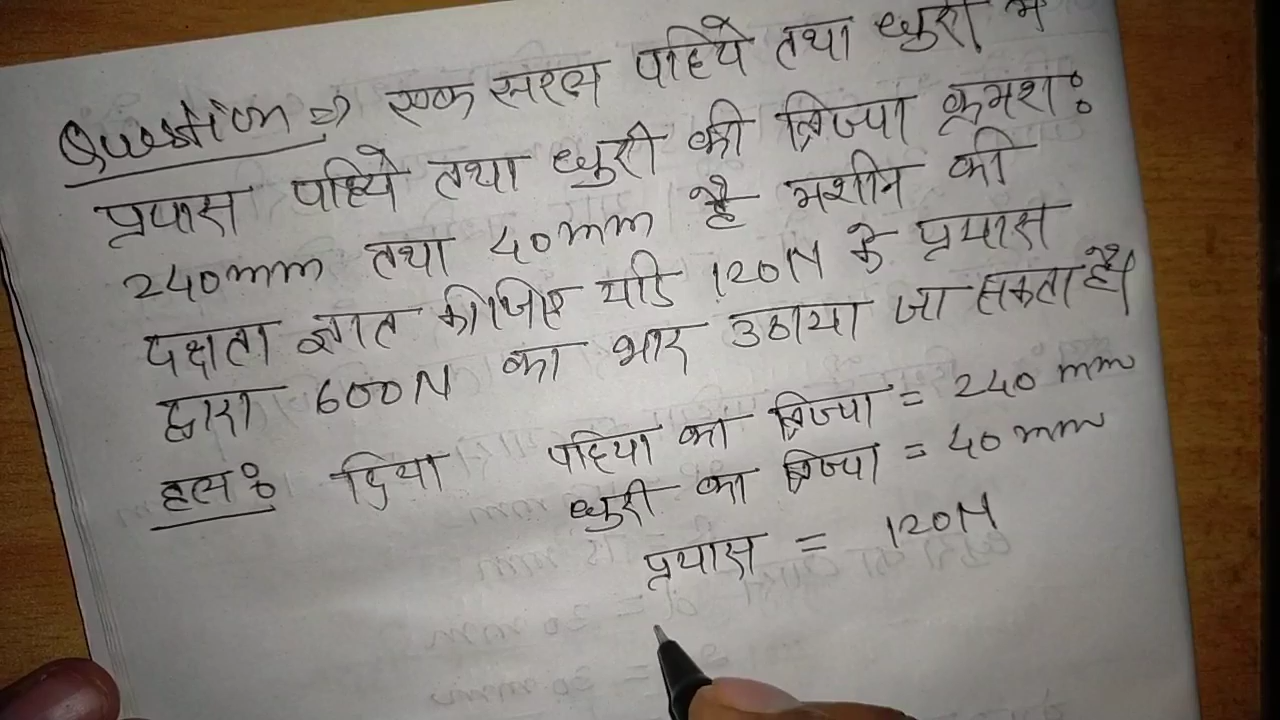 Question ⇒ एक सरल पहिये तथा धुरी में
प्रयास पहिये तथा धुरी की त्रिज्या क्रमशः
240mm तथा 40mm है मशीन की
दक्षता ज्ञात कीजिए यदि 120N के प्रयास
द्वारा 600N का भार उठाया जा सकता है।
हलः दिया पहिया का त्रिज्या = 240 mm
धुरी का त्रिज्या = 40 mm
प्रयास = 120N